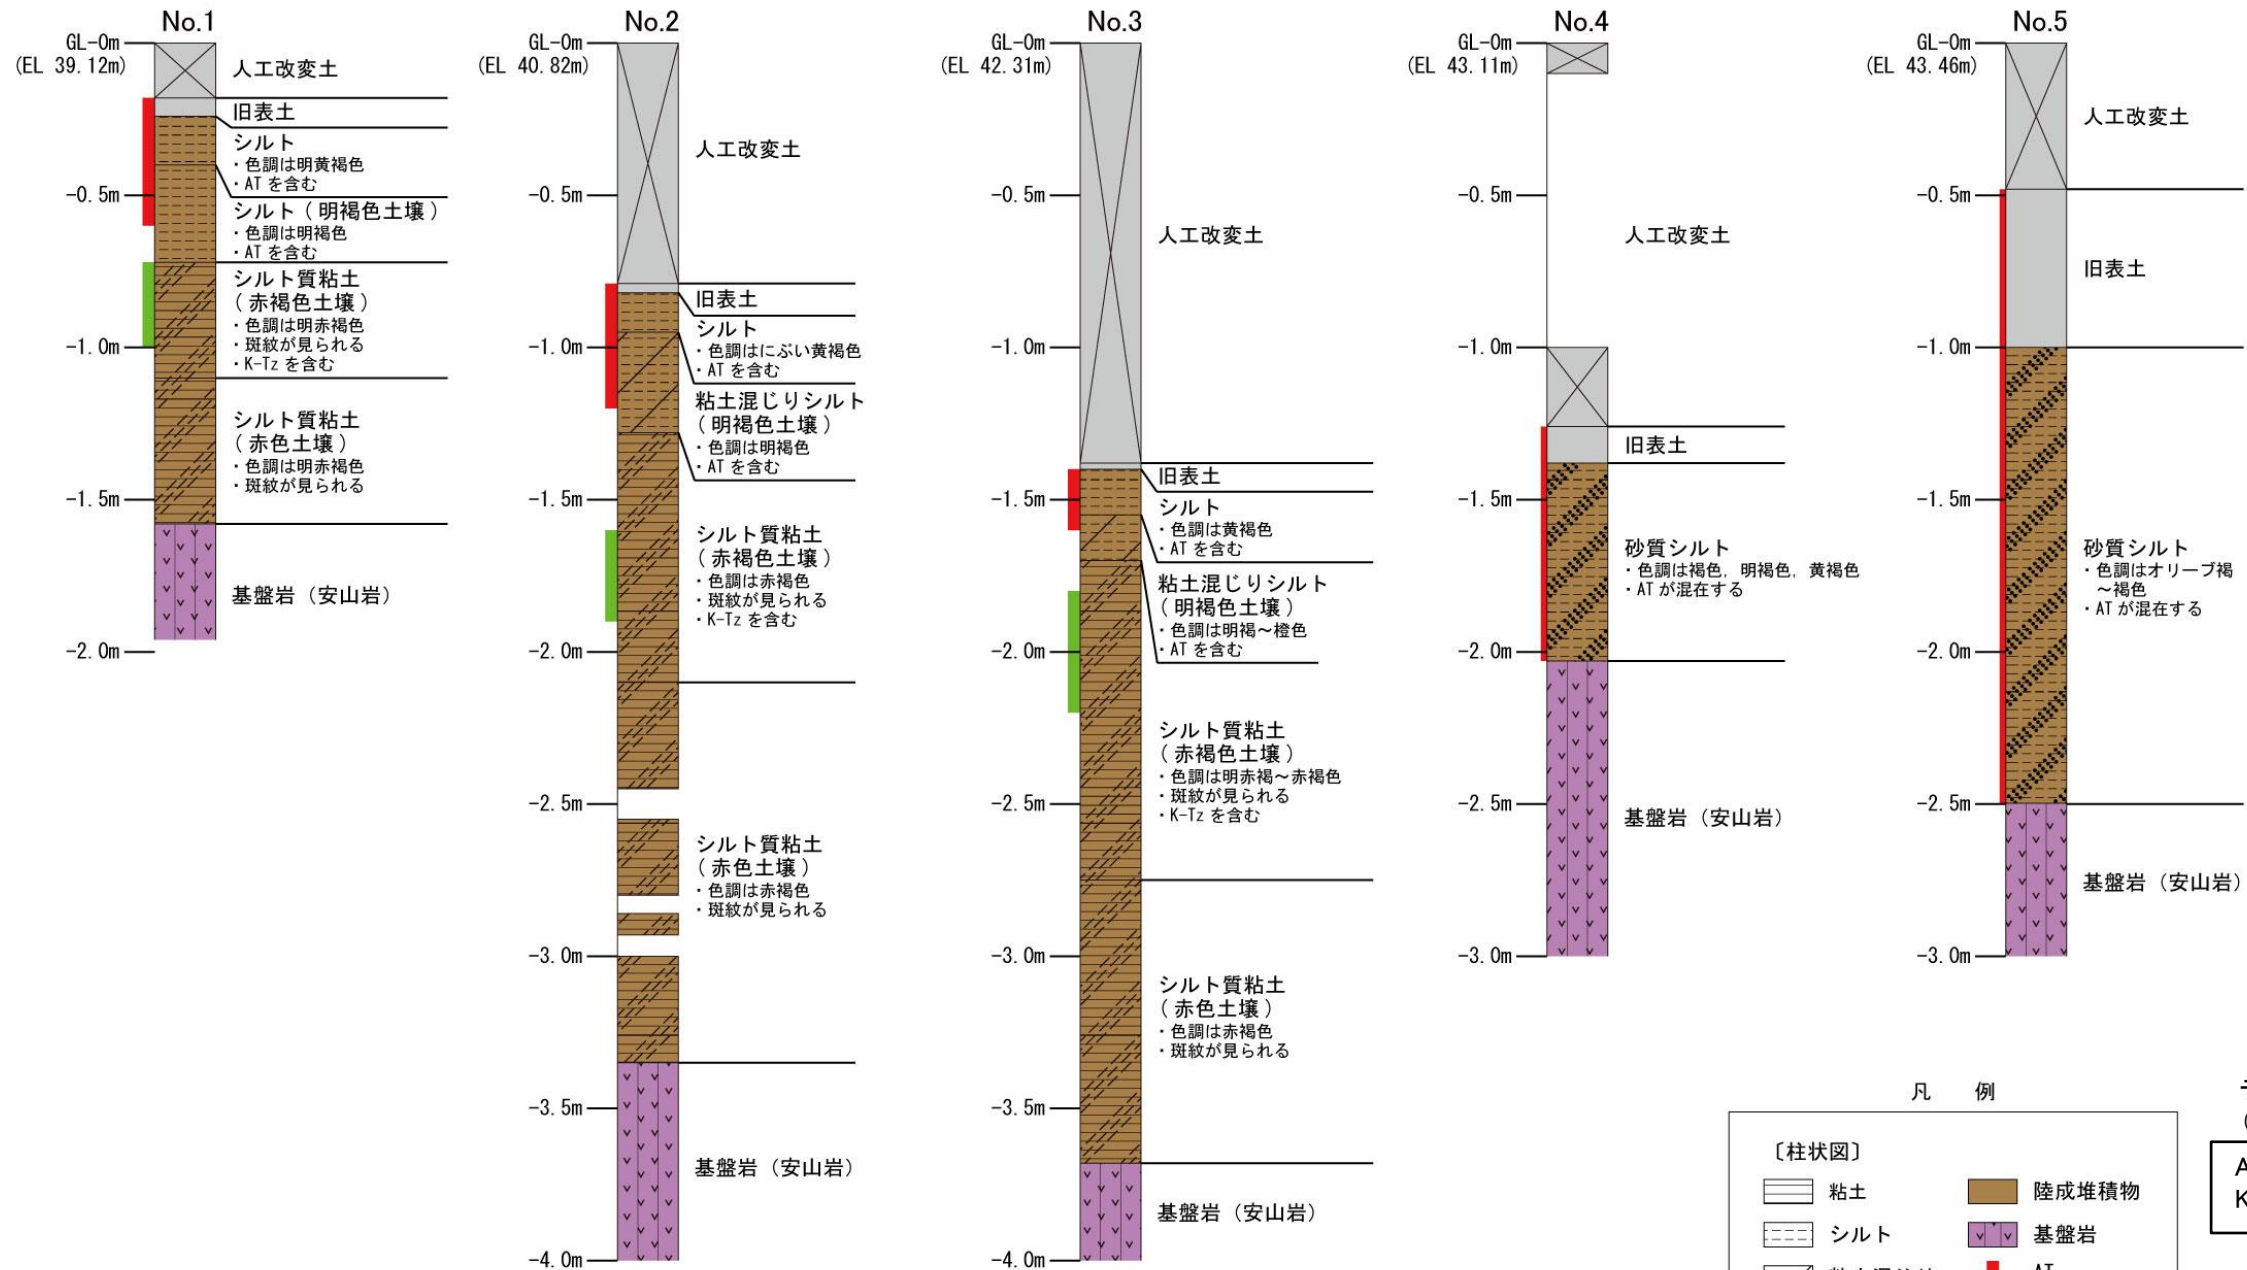 No.1
GL-0m
(EL 39.12m)
-0.5m
-1.0m
-1.5m
-2.0m
人工改変土
旧表土
シルト
・色調は明黄褐色
・ATを含む
シルト(明褐色土壌)
・色調は明褐色
・ATを含む
シルト質粘土
(赤褐色土壌)
・色調は明赤褐色
・斑紋が見られる
・K-Tzを含む
シルト質粘土
(赤色土壌)
・色調は明赤褐色
・斑紋が見られる
基盤岩(安山岩)
No.2
GL-0m
(EL 40.82m)
-0.5m
-1.0m
-1.5m
-2.0m
-2.5m
-3.0m
-3.5m
-4.0m
人工改変土
旧表土
シルト
・色調はにぶい黄褐色
・ATを含む
粘土混じりシルト
(明褐色土壌)
・色調は明褐色
・ATを含む
シルト質粘土
(赤褐色土壌)
・色調は赤褐色
・斑紋が見られる
・K-Tzを含む
シルト質粘土
(赤色土壌)
・色調は赤褐色
・斑紋が見られる
基盤岩(安山岩)
No.3
GL-0m
(EL 42.31m)
-0.5m
-1.0m
-1.5m
-2.0m
-2.5m
-3.0m
-3.5m
-4.0m
人工改変土
旧表土
シルト
・色調は黄褐色
・ATを含む
粘土混じりシルト
(明褐色土壌)
・色調は明褐~橙色
・ATを含む
シルト質粘土
(赤褐色土壌)
・色調は明赤褐~赤褐色
・斑紋が見られる
・K-Tzを含む
シルト質粘土
(赤色土壌)
・色調は赤褐色
・斑紋が見られる
基盤岩(安山岩)
No.4
GL-0m
(EL 43.11m)
-0.5m
-1.0m
-1.5m
-2.0m
-2.5m
-3.0m
人工改変土
旧表土
砂質シルト
・色調は褐色,明褐色,黄褐色
・ATが混在する
基盤岩(安山岩)
No.5
GL-0m
(EL 43.46m)
-0.5m
-1.0m
-1.5m
-2.0m
-2.5m
-3.0m
人工改変土
旧表土
砂質シルト
・色調はオリーブ褐
~褐色
・ATが混在する
基盤岩(安山岩)
凡 例
〔柱状図〕
粘土
シルト
陸成堆積物
基盤岩
AT
A
K